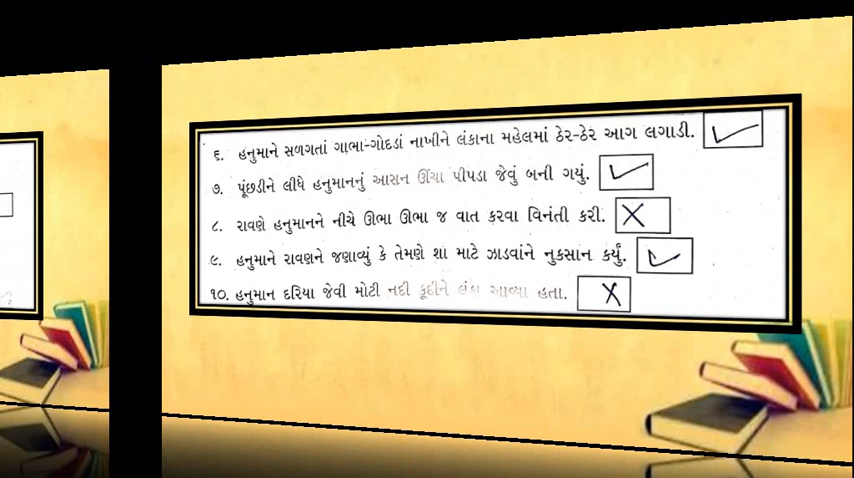 ૬. હનુમાને સળગતાં ગાભા-ગોદડાં નાખીને લંકાના મહેલમાં ઠેર-ઠેર આગ લગાડી. ✓
૭. પૂંછડીને લીધે હનુમાનનું આસન ઊંચા પીપડા જેવું બની ગયું. ✓
૮. રાવણે હનુમાનને નીચે ઊભા ઊભા જ વાત કરવા વિનંતી કરી. X
૯. હનુમાને રાવણને જણાવ્યું કે તેમણે શા માટે ઝાડવાંને નુકસાન કર્યું. ✓
૧૦. હનુમાન દરિયા જેવી મોટી નદી કૂદીને લંકા આવ્યા હતા. X